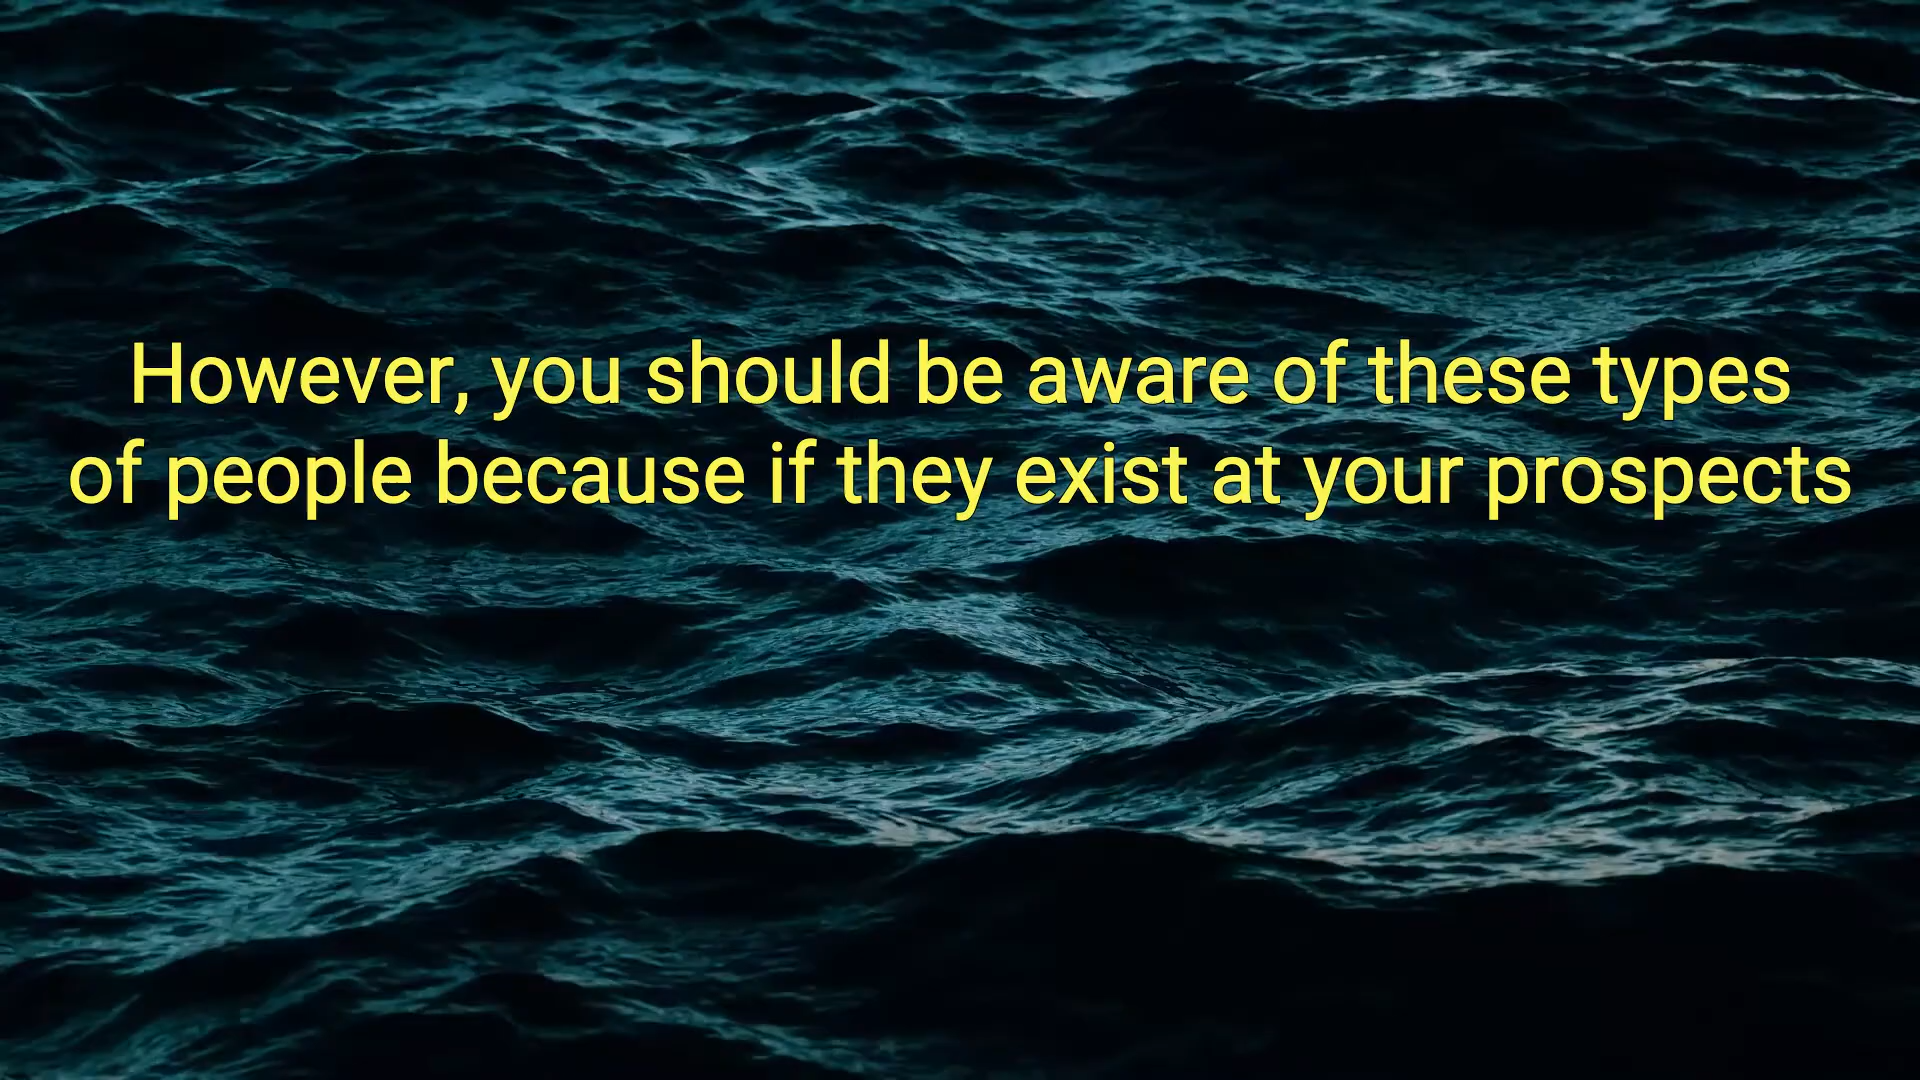 However, you should be aware of these types
of people because if they exist at your prospects